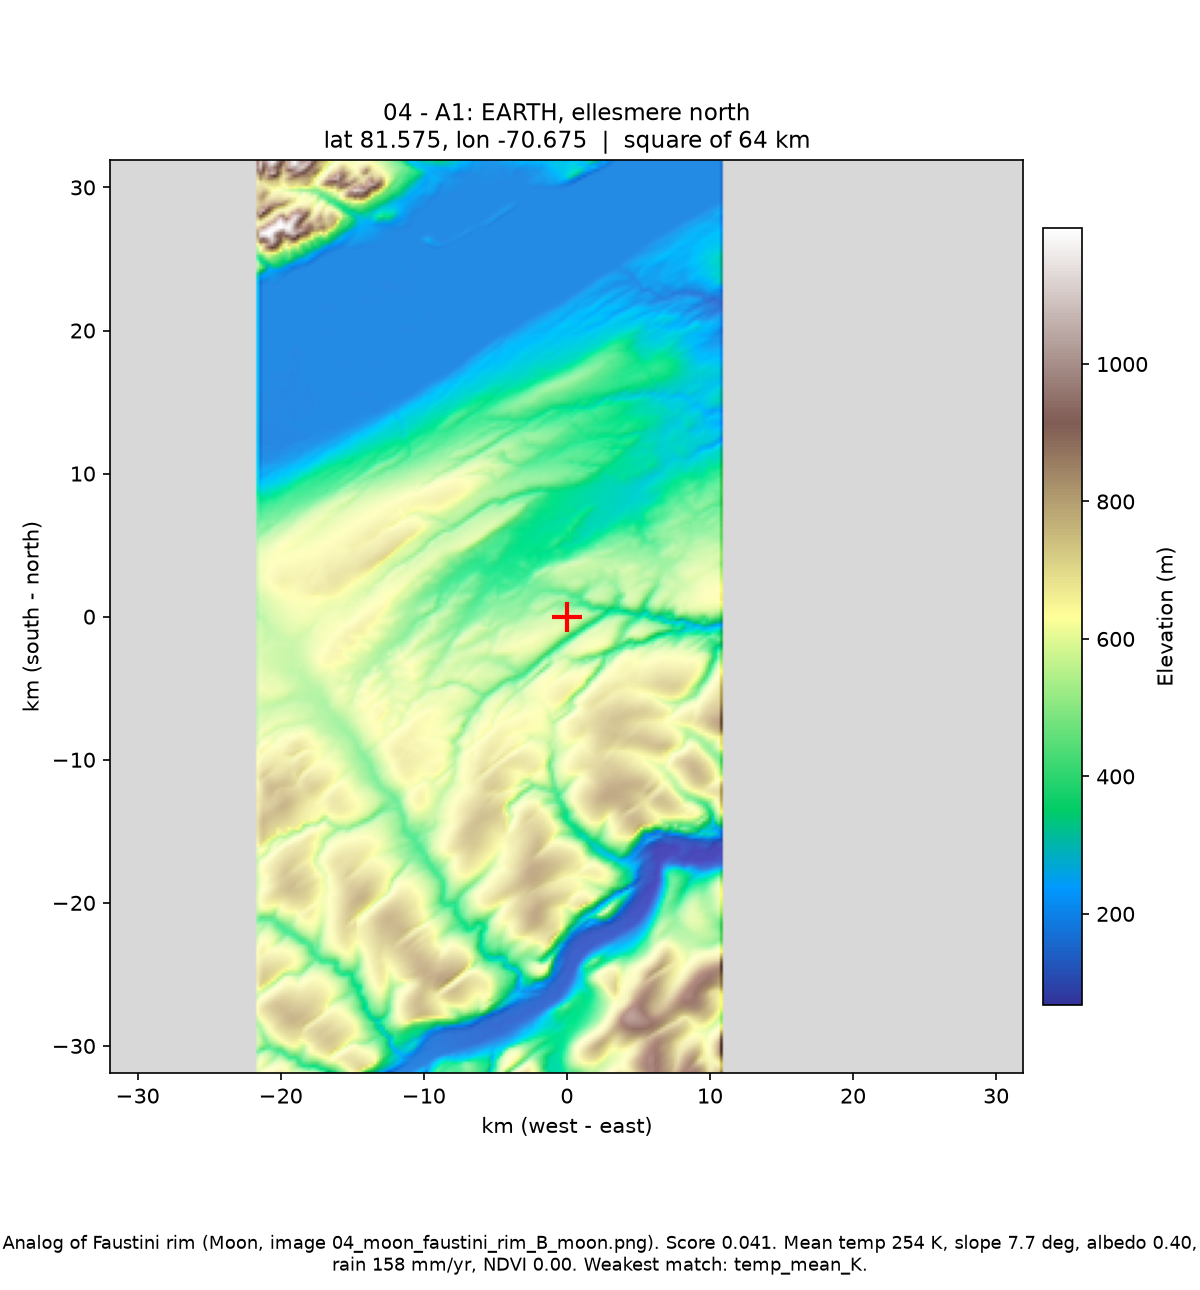 04 - A1: EARTH, ellesmere north
lat 81.575, lon -70.675  |  square of 64 km
30
20
10
0
−10
−20
−30
km (south - north)
−30
−20
−10
0
10
20
30
km (west - east)
1000
800
600
400
200
Elevation (m)
Analog of Faustini rim (Moon, image 04_moon_faustini_rim_B_moon.png). Score 0.041. Mean temp 254 K, slope 7.7 deg, albedo 0.40,
rain 158 mm/yr, NDVI 0.00. Weakest match: temp_mean_K.